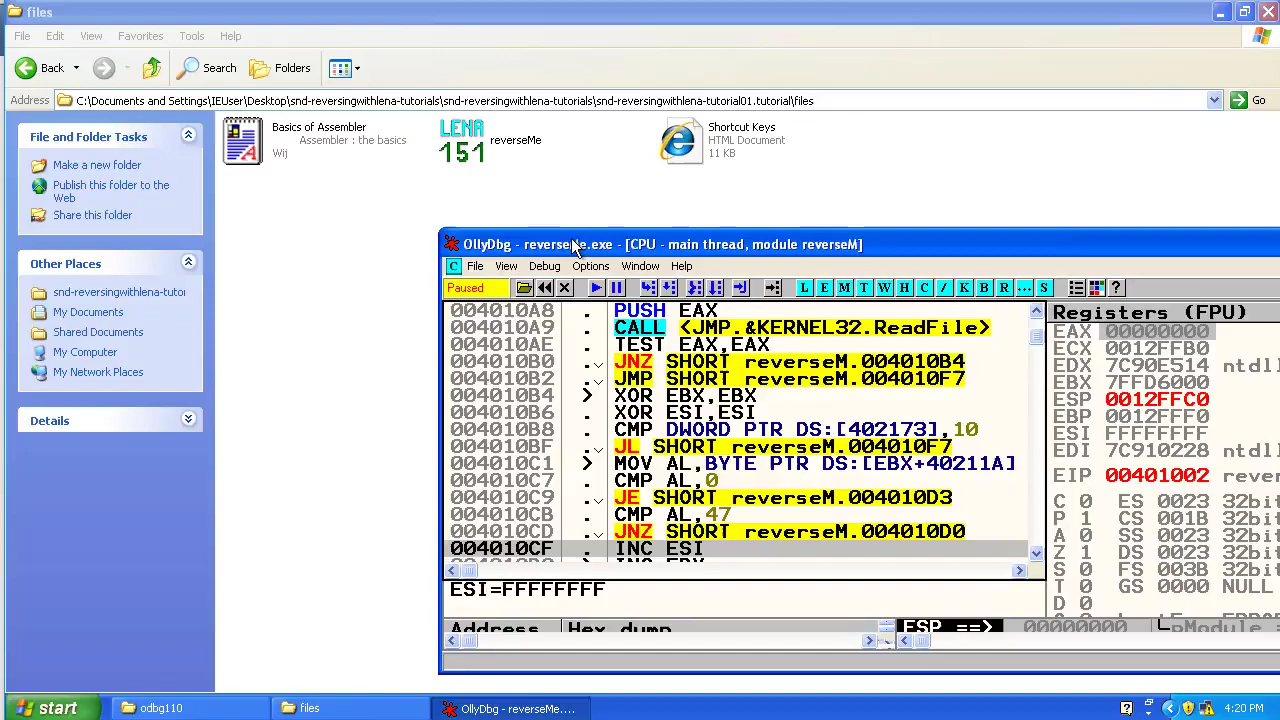 files
File Edit View Favorites Tools Help
Back Search Folders
Address C:\Documents and Settings\IEUser\Desktop\snd-reversingwithlena-tutorials\snd-reversingwithlena-tutorials\snd-reversingwithlena-tutorial01.tutorial\files Go
File and Folder Tasks
Make a new folder
Publish this folder to the
Web
Share this folder
Other Places
snd-reversingwithlena-tutor
My Documents
Shared Documents
My Computer
My Network Places
Details
Basics of Assembler
Assembler : the basics
Wij
LENA
151
reverseMe
Shortcut Keys
HTML Document
11 KB
OllyDbg - reverseMe.exe - [CPU - main thread, module reverseM]
C File View Debug Options Window Help
Paused L E M T W H C / K B R ... S ?
004010A8 . PUSH EAX
004010A9 . CALL <JMP.&KERNEL32.ReadFile>
004010AE . TEST EAX,EAX
004010B0 . JNZ SHORT reverseM.004010B4
004010B2 . JMP SHORT reverseM.004010F7
004010B4 > XOR EBX,EBX
004010B6 . XOR ESI,ESI
004010B8 . CMP DWORD PTR DS:[402173],10
004010BF . JL SHORT reverseM.004010F7
004010C1 > MOV AL,BYTE PTR DS:[EBX+40211A]
004010C7 . CMP AL,0
004010C9 . JE SHORT reverseM.004010D3
004010CB . CMP AL,47
004010CD . JNZ SHORT reverseM.004010D0
004010CF . INC ESI
ESI=FFFFFFFF
Address Hex dump
Registers (FPU)
EAX 00000000
ECX 0012FFB0
EDX 7C90E514 ntdll
EBX 7FFD6000
ESP 0012FFC0
EBP 0012FFF0
ESI FFFFFFFF
EDI 7C910228 ntdll
EIP 00401002 rever
C 0 ES 0023 32bit
P 1 CS 001B 32bit
A 0 SS 0023 32bit
Z 1 DS 0023 32bit
S 0 FS 003B 32bit
T 0 GS 0000 NULL
D 0
ESP ==> 00000000 pModule
start odbg110 files OllyDbg - reverseMe.... 4:20 PM